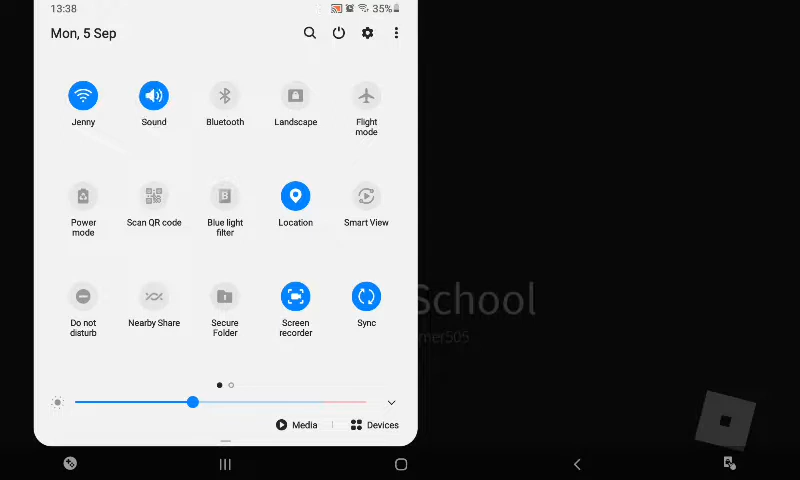 13:38
35%
Mon, 5 Sep
Jenny
Sound
Bluetooth
Landscape
Flight
mode
Power
mode
Scan QR code
Blue light
filter
Location
Smart View
School
mer505
Do not
disturb
Nearby Share
Secure
Folder
Screen
recorder
Sync
Media
Devices